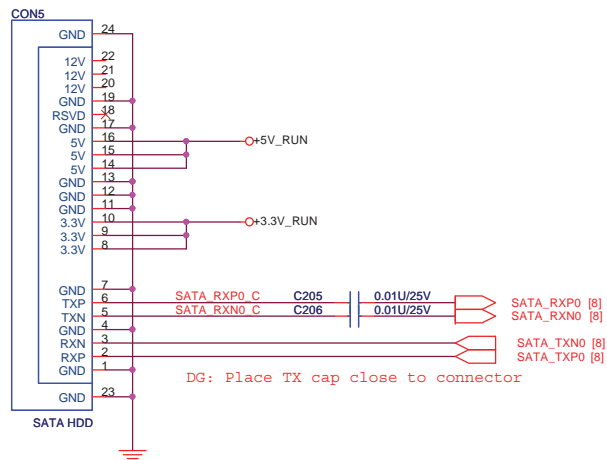 CON5
GND 24
12V 22
12V 21
12V 20
GND 19
RSVD 18
GND 17
5V 16 +5V_RUN
5V 15
5V 14
GND 13
GND 12
GND 11
3.3V 10 +3.3V_RUN
3.3V 9
3.3V 8
GND 7
TXP 6 SATA_RXP0_C C205 0.01U/25V SATA_RXP0 [8]
TXN 5 SATA_RXN0_C C206 0.01U/25V SATA_RXN0 [8]
GND 4
RXN 3 SATA_TXN0 [8]
RXP 2 SATA_TXP0 [8]
GND 1
DG: Place TX cap close to connector
GND 23
SATA HDD